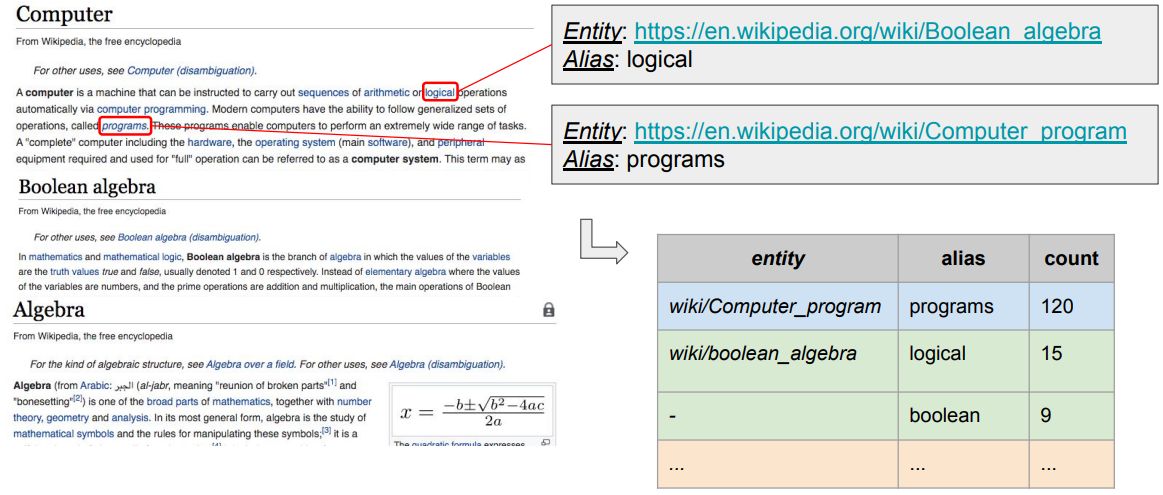 Computer
From Wikipedia, the free encyclopedia
For other uses, see Computer (disambiguation).
A computer is a machine that can be instructed to carry out sequences of arithmetic or logical operations
automatically via computer programming. Modern computers have the ability to follow generalized sets of
operations, called programs. These programs enable computers to perform an extremely wide range of tasks.
A "complete" computer including the hardware, the operating system (main software), and peripheral
equipment required and used for "full" operation can be referred to as a computer system. This term may as
Boolean algebra
From Wikipedia, the free encyclopedia
For other uses, see Boolean algebra (disambiguation).
In mathematics and mathematical logic, Boolean algebra is the branch of algebra in which the values of the variables
are the truth values true and false, usually denoted 1 and 0 respectively. Instead of elementary algebra where the values
of the variables are numbers, and the prime operations are addition and multiplication, the main operations of Boolean
Algebra
From Wikipedia, the free encyclopedia
For the kind of algebraic structure, see Algebra over a field. For other uses, see Algebra (disambiguation).
Algebra (from Arabic: الجبر (al-jabr, meaning "reunion of broken parts"[1] and
"bonesetting"[2]) is one of the broad parts of mathematics, together with number
theory, geometry and analysis. In its most general form, algebra is the study of
mathematical symbols and the rules for manipulating these symbols;[3] it is a
x = −b±√b²−4ac / 2a
The quadratic formula expresses
Entity: https://en.wikipedia.org/wiki/Boolean_algebra
Alias: logical
Entity: https://en.wikipedia.org/wiki/Computer_program
Alias: programs
entity alias count
wiki/Computer_program programs 120
wiki/boolean_algebra logical 15
- boolean 9
... ... ...